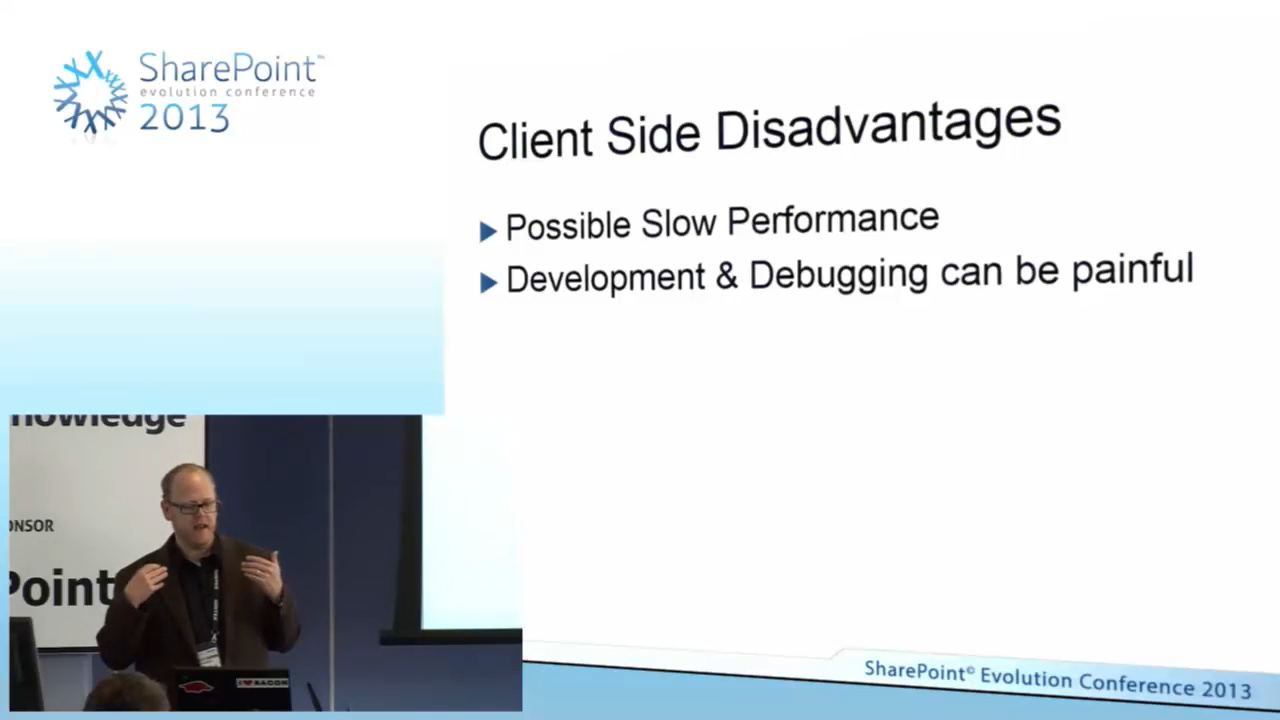 SharePoint™
evolution conference
2013
Client Side Disadvantages
Possible Slow Performance
Development & Debugging can be painful
nowledge
ONSOR
Point
I ♥ BACON
SharePoint© Evolution Conference 2013